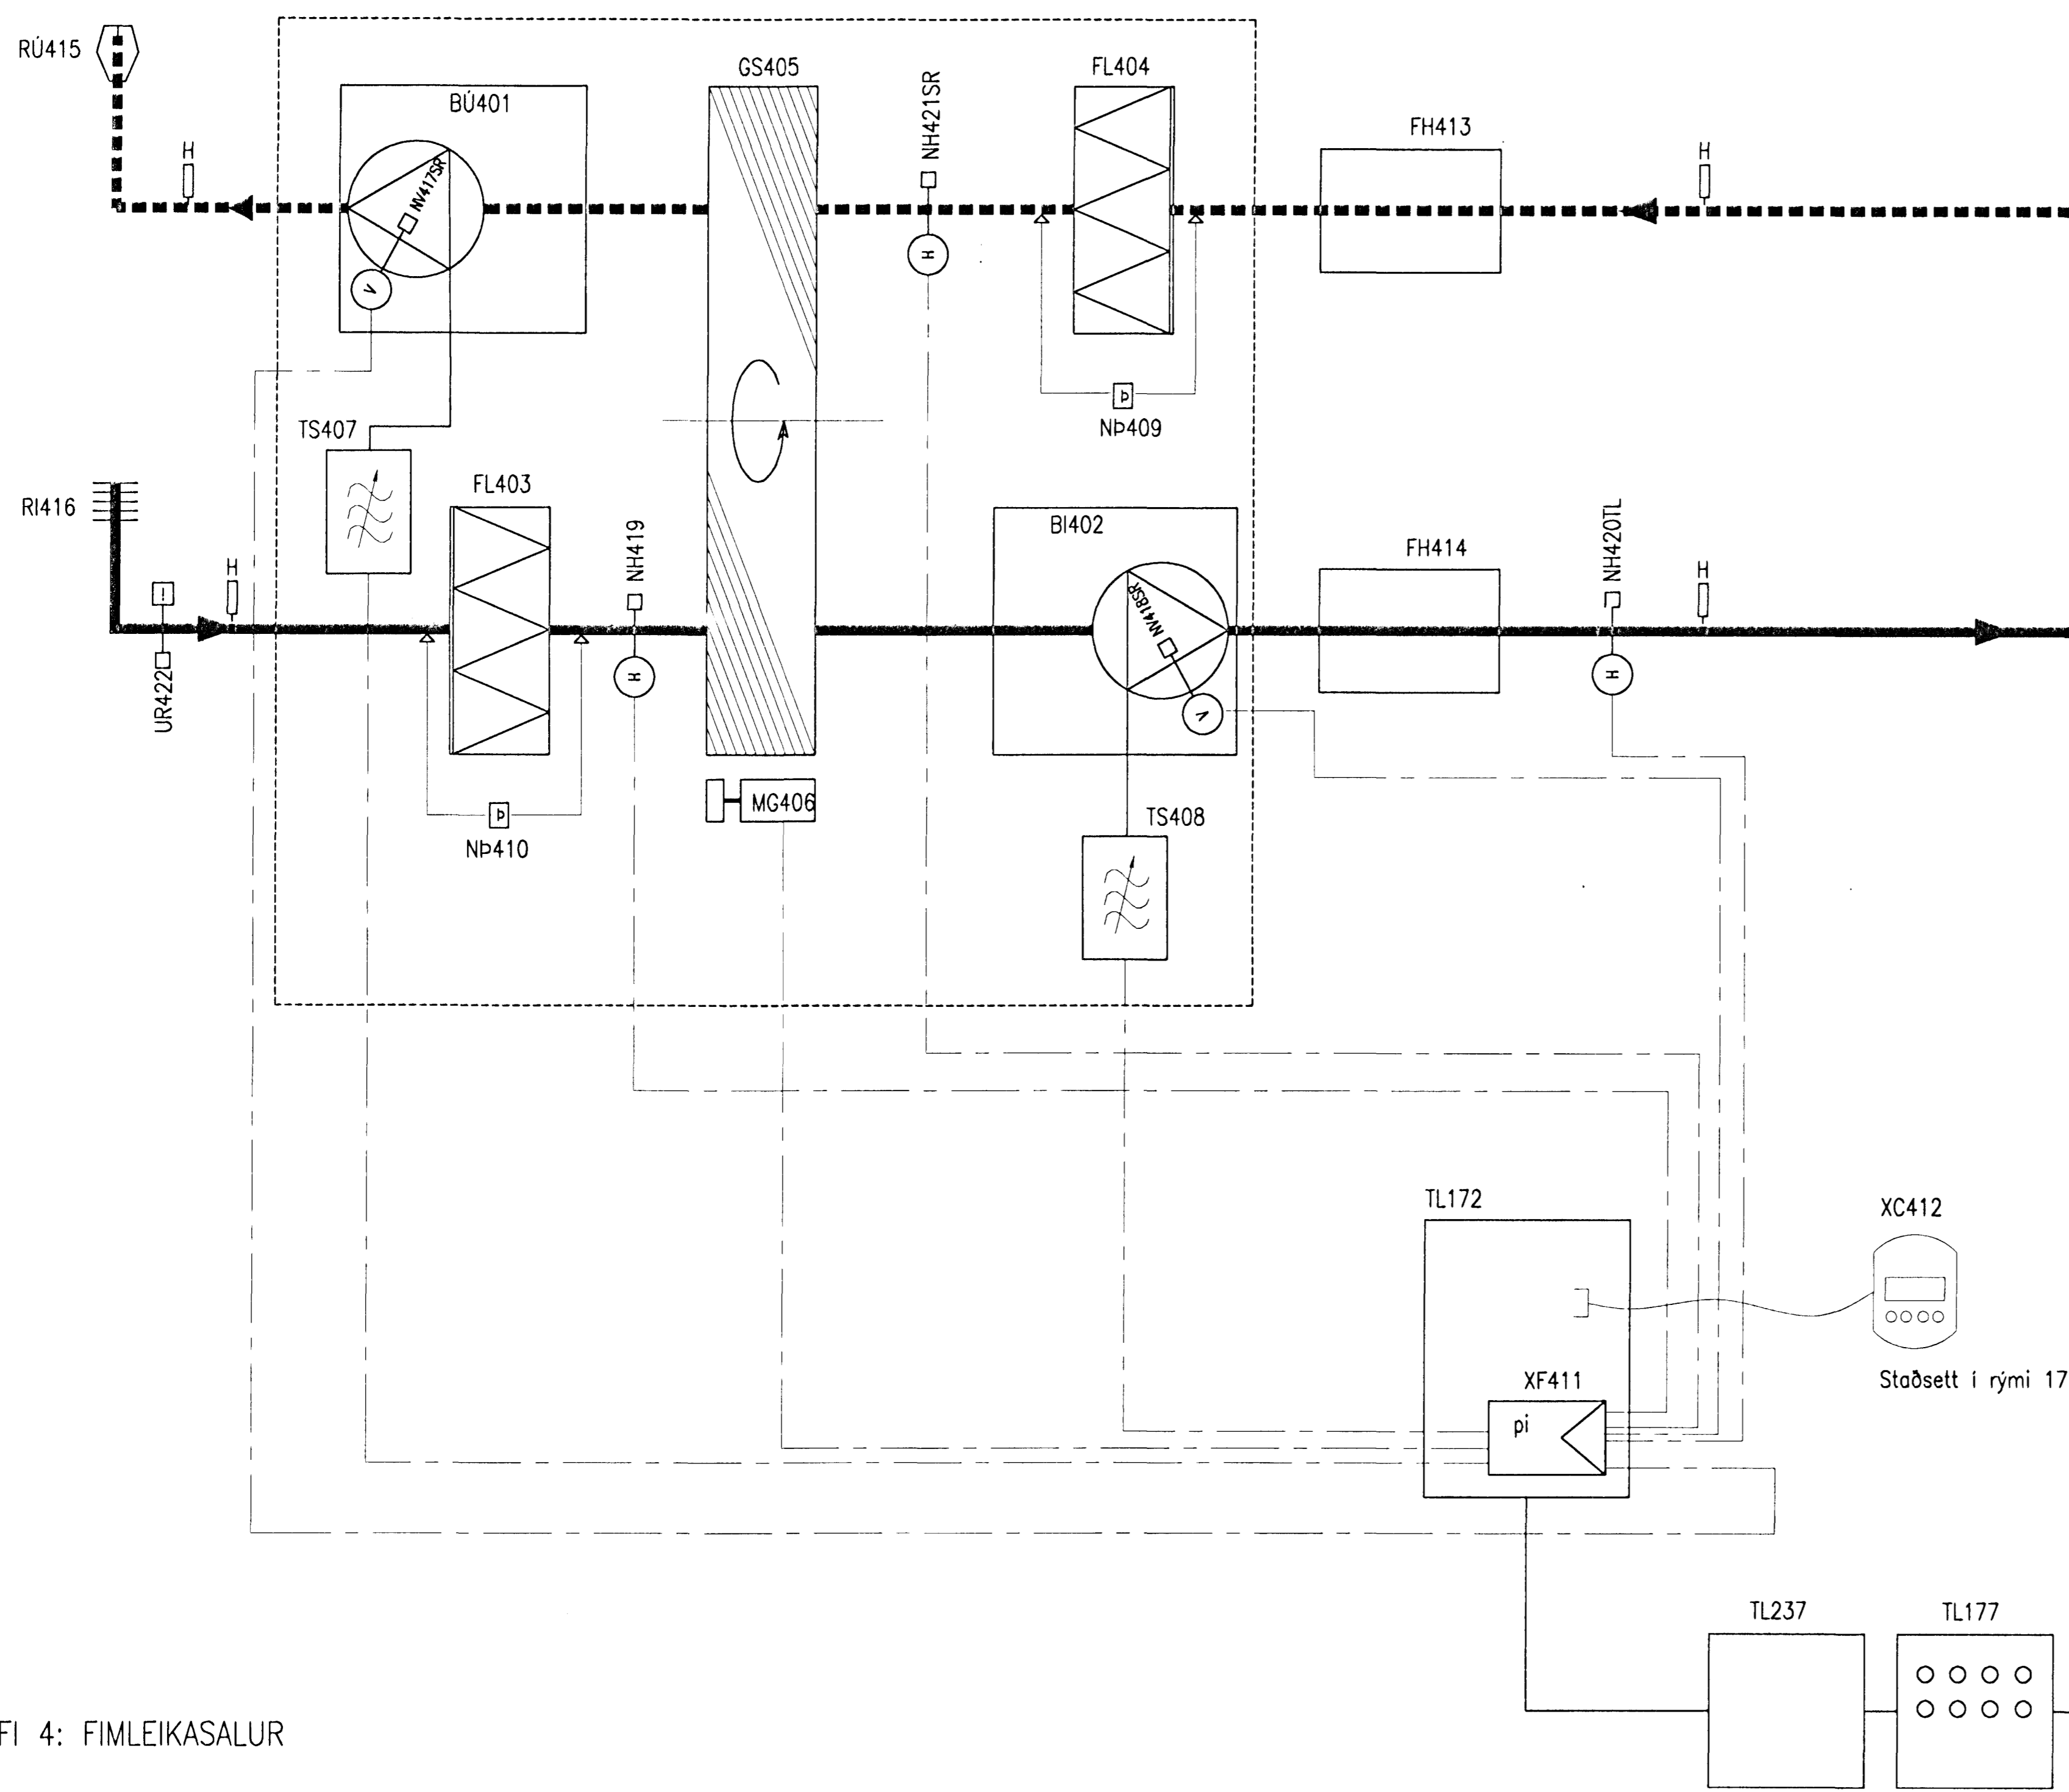 RÚ415
H
BÚ401
NV417SR
V
GS405
NH421SR
H
FL404
FH413
H
NÞ409
Þ
TS407
RI416
H
UR422
FL403
NH419
H
BI402
NV418SR
V
FH414
NH420TL
H
H
MG406
Þ
NÞ410
TS408
TL172
XC412
XF411
pi
Staðsett í rými 17
TL237
TL177
FI 4: FIMLEIKASALUR